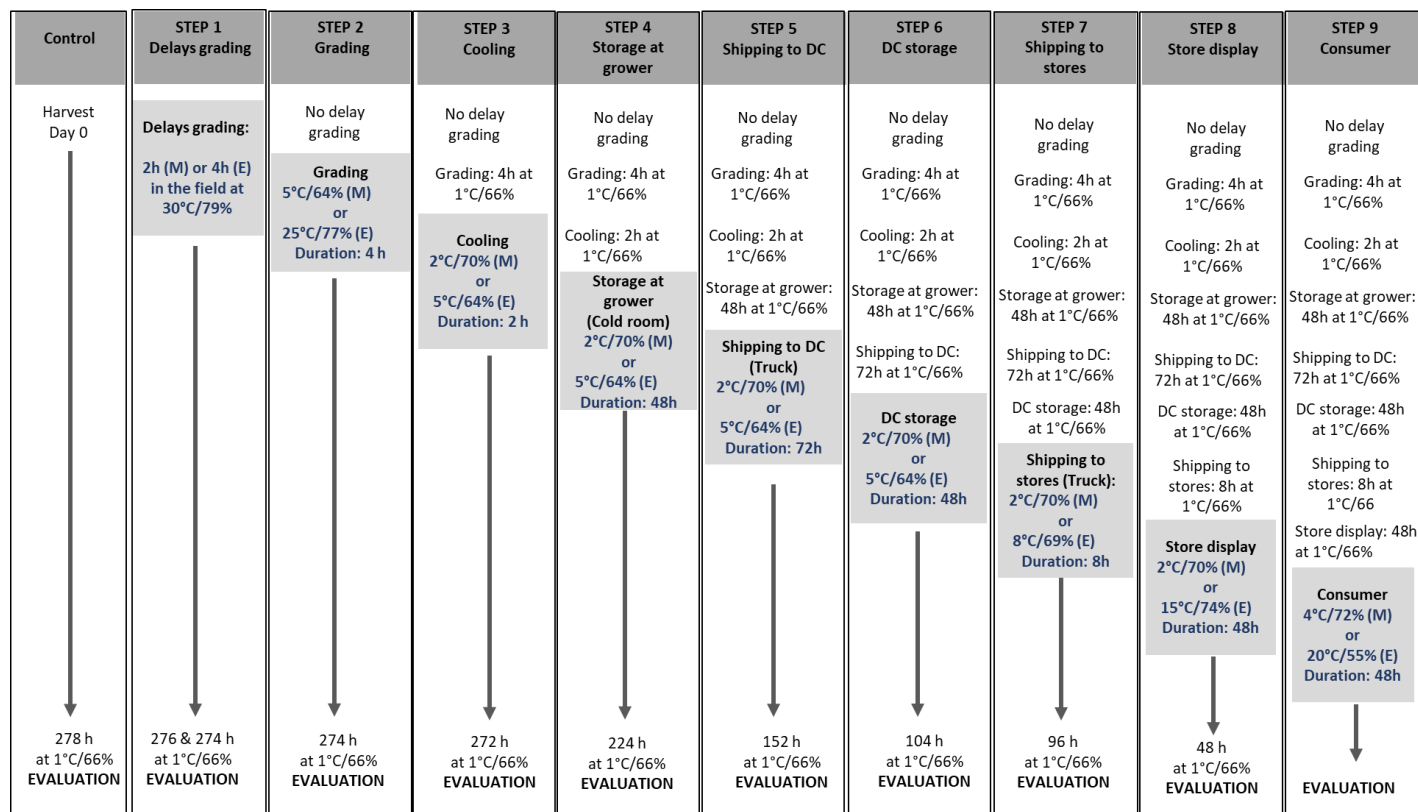 Control
Harvest
Day 0
278 h
at 1°C/66%
EVALUATION
STEP 1
Delays grading
Delays grading:
2h (M) or 4h (E)
in the field at
30°C/79%
276 & 274 h
at 1°C/66%
EVALUATION
STEP 2
Grading
No delay
grading
Grading
5°C/64% (M)
or
25°C/77% (E)
Duration: 4 h
274 h
at 1°C/66%
EVALUATION
STEP 3
Cooling
No delay
grading
Grading: 4h at
1°C/66%
Cooling
2°C/70% (M)
or
5°C/64% (E)
Duration: 2 h
272 h
at 1°C/66%
EVALUATION
STEP 4
Storage at
grower
No delay
grading
Grading: 4h at
1°C/66%
Cooling: 2h at
1°C/66%
Storage at
grower
(Cold room)
2°C/70% (M)
or
5°C/64% (E)
Duration: 48h
224 h
at 1°C/66%
EVALUATION
STEP 5
Shipping to DC
No delay
grading
Grading: 4h at
1°C/66%
Cooling: 2h at
1°C/66%
Storage at grower:
48h at 1°C/66%
Shipping to DC
(Truck)
2°C/70% (M)
or
5°C/64% (E)
Duration: 72h
152 h
at 1°C/66%
EVALUATION
STEP 6
DC storage
No delay
grading
Grading: 4h at
1°C/66%
Cooling: 2h at
1°C/66%
Storage at grower:
48h at 1°C/66%
Shipping to DC:
72h at 1°C/66%
DC storage
2°C/70% (M)
or
5°C/64% (E)
Duration: 48h
104 h
at 1°C/66%
EVALUATION
STEP 7
Shipping to
stores
No delay
grading
Grading: 4h at
1°C/66%
Cooling: 2h at
1°C/66%
Storage at grower:
48h at 1°C/66%
Shipping to DC:
72h at 1°C/66%
DC storage: 48h
at 1°C/66%
Shipping to
stores (Truck):
2°C/70% (M)
or
8°C/69% (E)
Duration: 8h
96 h
at 1°C/66%
EVALUATION
STEP 8
Store display
No delay
grading
Grading: 4h at
1°C/66%
Cooling: 2h at
1°C/66%
Storage at grower:
48h at 1°C/66%
Shipping to DC:
72h at 1°C/66%
DC storage: 48h
at 1°C/66%
Shipping to
stores: 8h at
1°C/66%
Store display
2°C/70% (M)
or
15°C/74% (E)
Duration: 48h
48 h
at 1°C/66%
EVALUATION
STEP 9
Consumer
No delay
grading
Grading: 4h at
1°C/66%
Cooling: 2h at
1°C/66%
Storage at grower:
48h at 1°C/66%
Shipping to DC:
72h at 1°C/66%
DC storage: 48h
at 1°C/66%
Shipping to
stores: 8h at
1°C/66
Store display: 48h
at 1°C/66%
Consumer
4°C/72% (M)
or
20°C/55% (E)
Duration: 48h
EVALUATION